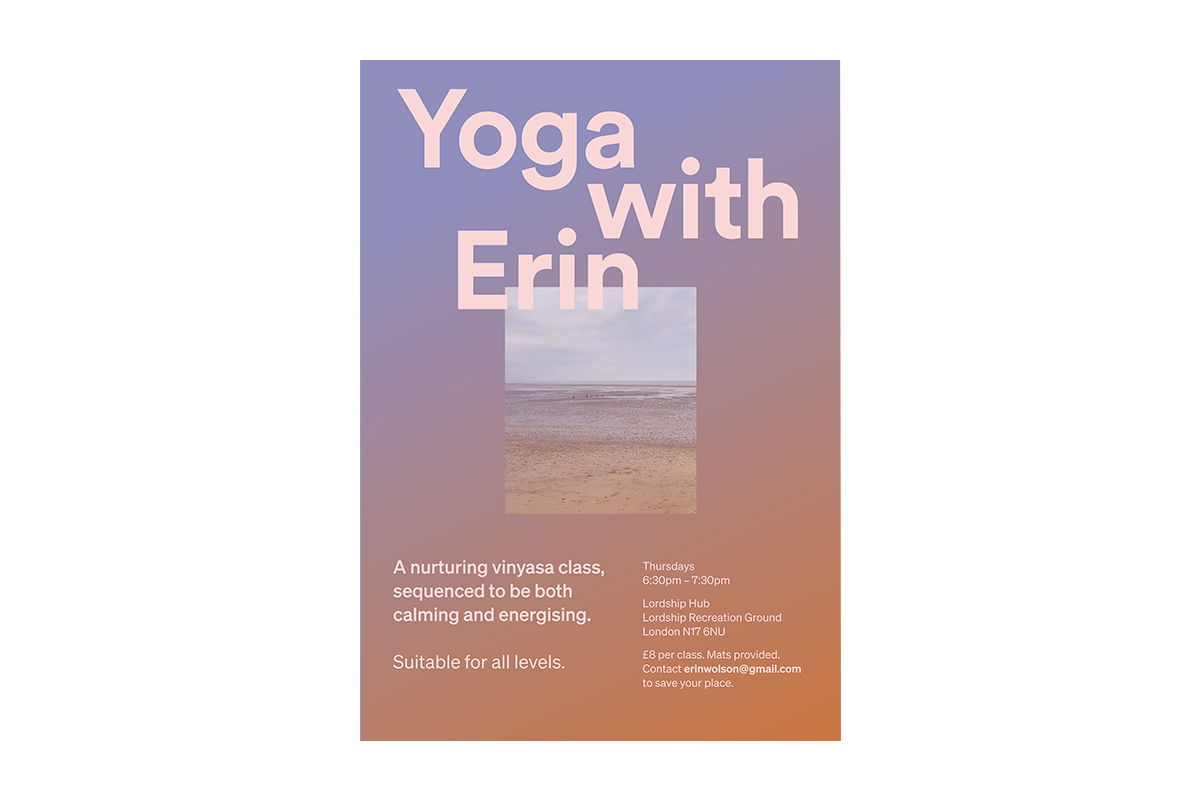 Yoga
with
Erin
A nurturing vinyasa class,
sequenced to be both
calming and energising.
Suitable for all levels.
Thursdays
6:30pm – 7:30pm
Lordship Hub
Lordship Recreation Ground
London N17 6NU
£8 per class. Mats provided.
Contact erinwolson@gmail.com
to save your place.